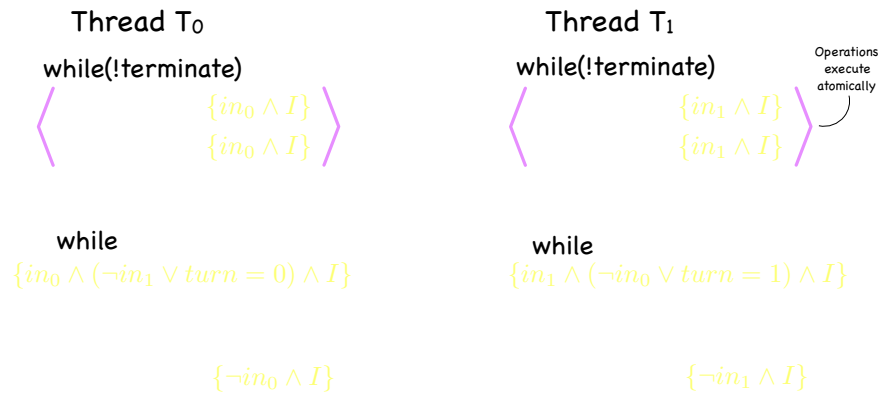 Thread T₀
while(!terminate)
{in₀ ∧ I}
{in₀ ∧ I}
while
{in₀ ∧ (¬in₁ ∨ turn = 0) ∧ I}
{¬in₀ ∧ I}
Thread T₁
while(!terminate)
{in₁ ∧ I}
{in₁ ∧ I}
while
{in₁ ∧ (¬in₀ ∨ turn = 1) ∧ I}
{¬in₁ ∧ I}
Operations
execute
atomically